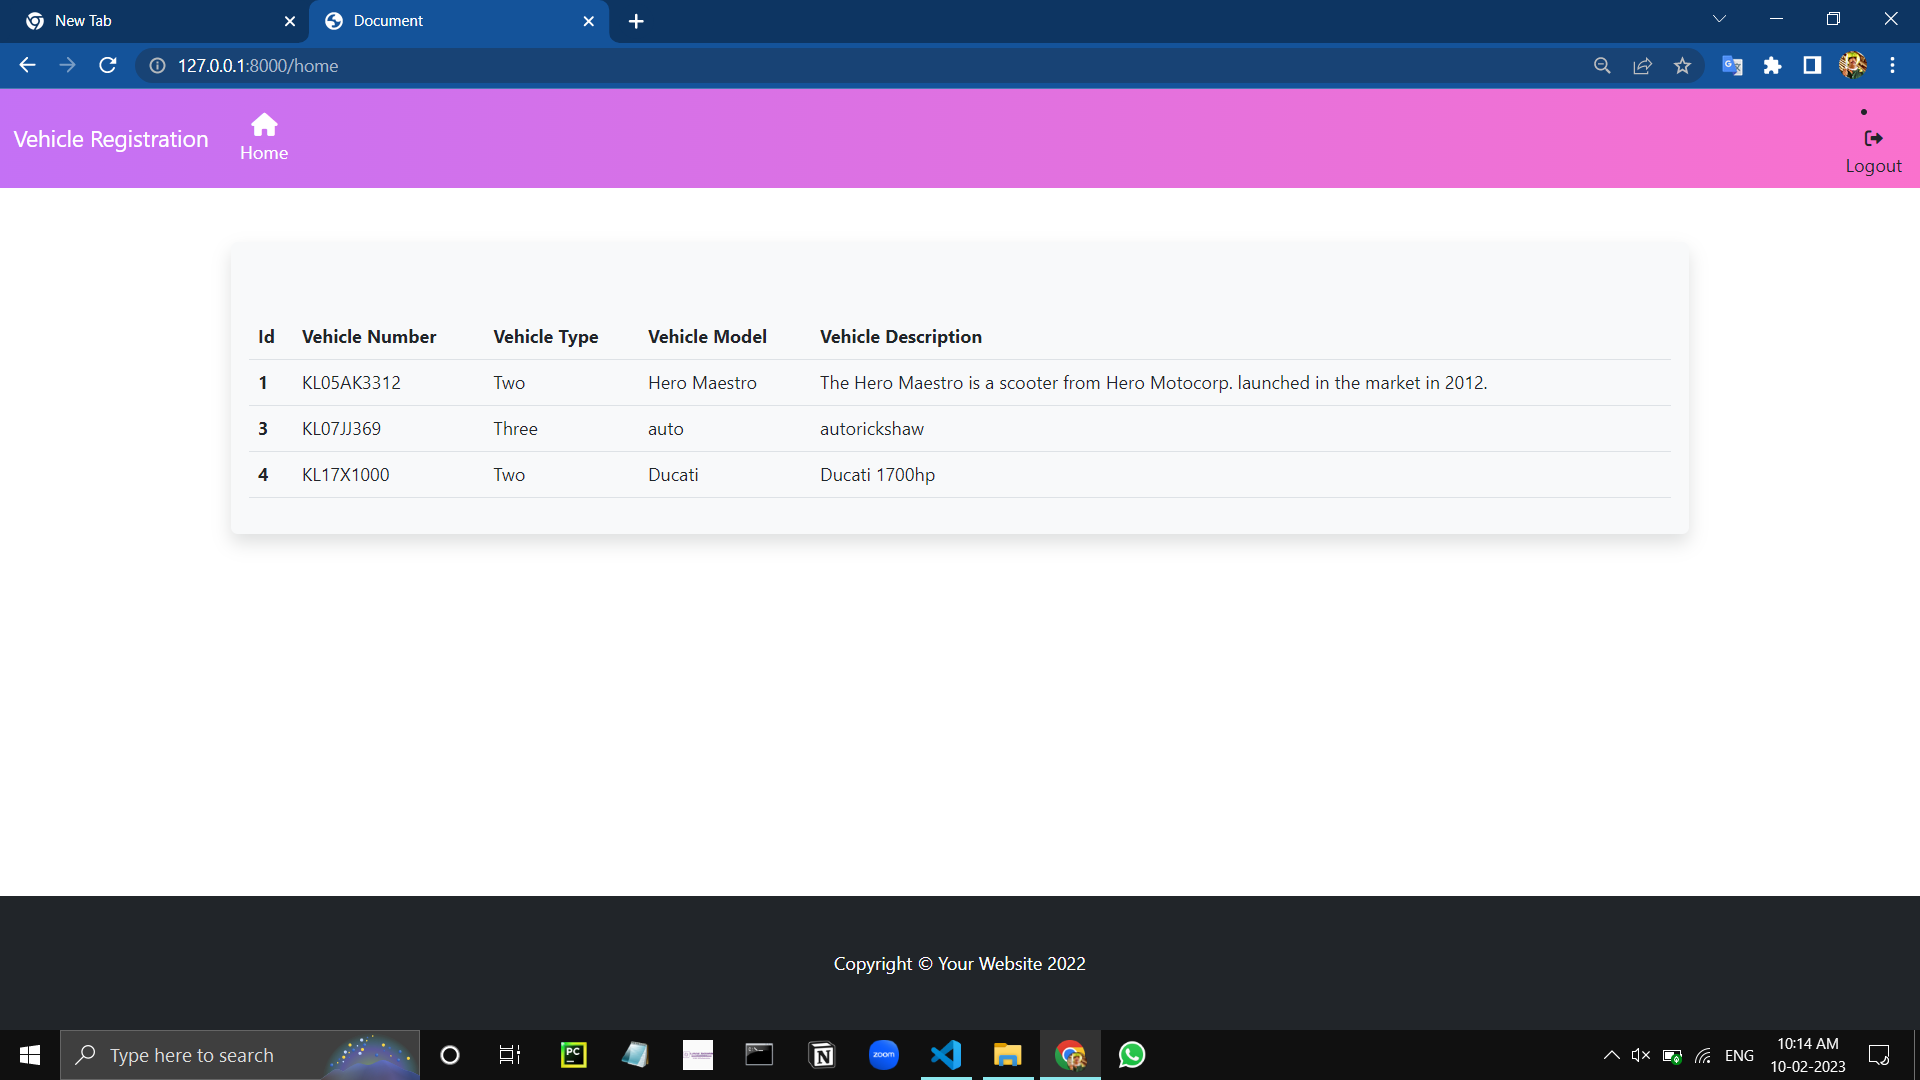 New Tab
Document
127.0.0.1:8000/home
Vehicle Registration
Home
Logout
Id Vehicle Number Vehicle Type Vehicle Model Vehicle Description
1 KL05AK3312 Two Hero Maestro The Hero Maestro is a scooter from Hero Motocorp. launched in the market in 2012.
3 KL07JJ369 Three auto autorickshaw
4 KL17X1000 Two Ducati Ducati 1700hp
Copyright © Your Website 2022
Type here to search
PC
zoom
ENG
10:14 AM
10-02-2023